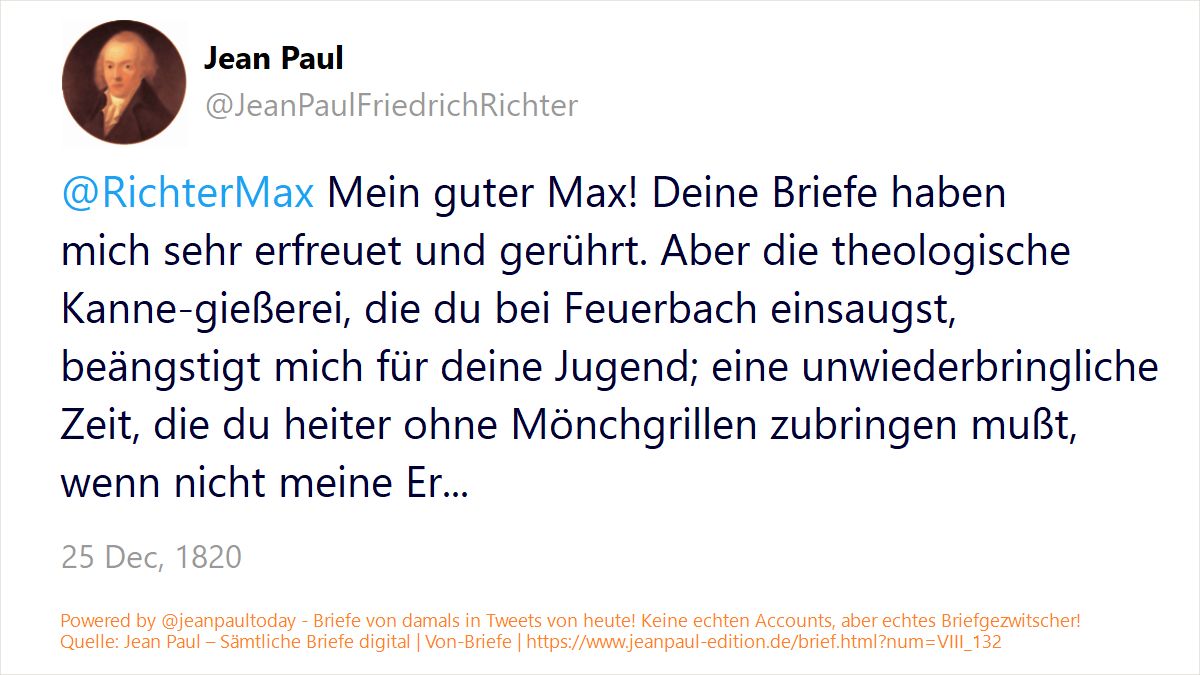 Jean Paul
@JeanPaulFriedrichRichter
@RichterMax Mein guter Max! Deine Briefe haben
mich sehr erfreuet und gerührt. Aber die theologische
Kanne-gießerei, die du bei Feuerbach einsaugst,
beängstigt mich für deine Jugend; eine unwiederbringliche
Zeit, die du heiter ohne Mönchgrillen zubringen mußt,
wenn nicht meine Er...
25 Dec, 1820
Powered by @jeanpaultoday - Briefe von damals in Tweets von heute! Keine echten Accounts, aber echtes Briefgezwitscher!
Quelle: Jean Paul – Sämtliche Briefe digital | Von-Briefe | https://www.jeanpaul-edition.de/brief.html?num=VIII_132